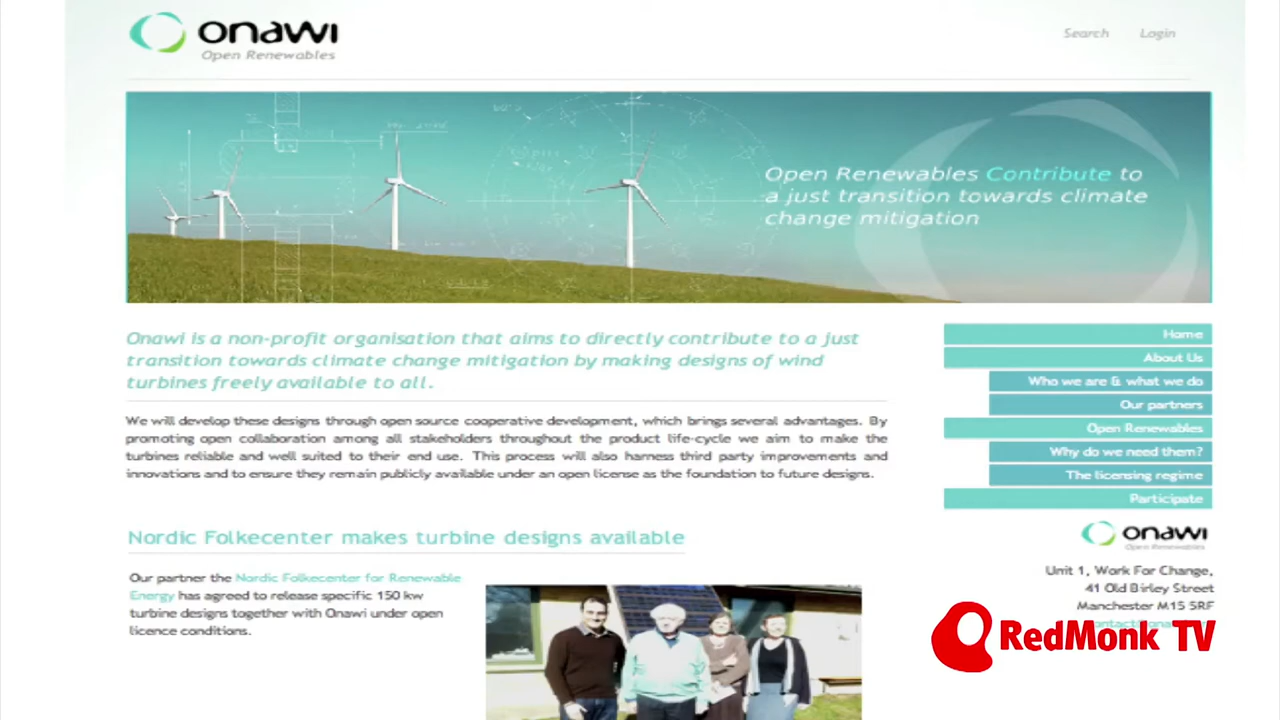 onawi
Open Renewables
Search
Login
Open Renewables Contribute to
a just transition towards climate
change mitigation
Onawi is a non-profit organisation that aims to directly contribute to a just
transition towards climate change mitigation by making designs of wind
turbines freely available to all.
We will develop these designs through open source cooperative development, which brings several advantages. By
promoting open collaboration among all stakeholders throughout the product life-cycle we aim to make the
turbines reliable and well suited to their end use. This process will also harness third party improvements and
innovations and to ensure they remain publicly available under an open license as the foundation to future designs.
Nordic Folkecenter makes turbine designs available
Our partner the Nordic Folkecenter for Renewable
Energy has agreed to release specific 150 kw
turbine designs together with Onawi under open
licence conditions.
Home
About Us
Who we are & what we do
Our partners
Open Renewables
Why do we need them?
The licensing regime
Participate
onawi
Open Renewables
Unit 1, Work For Change,
41 Old Birley Street
Manchester M15 5RF
RedMonk TV